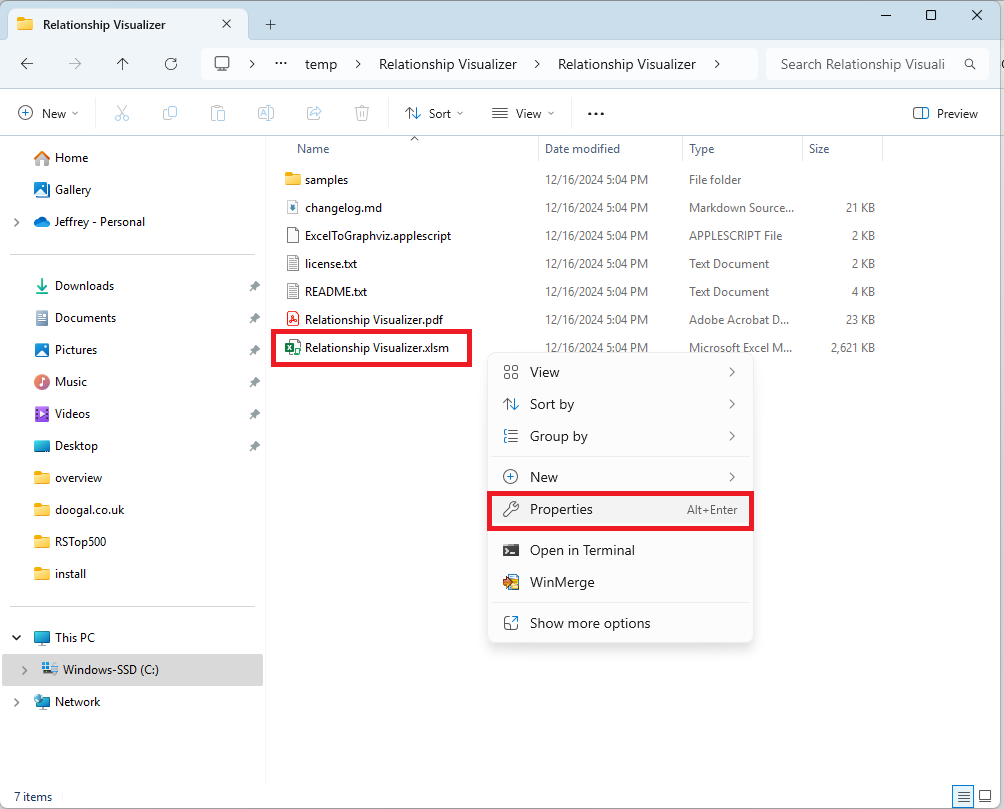 Relationship Visualizer
temp Relationship Visualizer Relationship Visualizer
Search Relationship Visuali
New Sort View Preview
Name Date modified Type Size
samples 12/16/2024 5:04 PM File folder
changelog.md 12/16/2024 5:04 PM Markdown Source... 21 KB
ExcelToGraphviz.applescript 12/16/2024 5:04 PM APPLESCRIPT File 2 KB
license.txt 12/16/2024 5:04 PM Text Document 2 KB
README.txt 12/16/2024 5:04 PM Text Document 4 KB
Relationship Visualizer.pdf 12/16/2024 5:04 PM Adobe Acrobat D... 23 KB
Relationship Visualizer.xlsm 12/16/2024 5:04 PM Microsoft Excel M... 2,621 KB
Home
Gallery
Jeffrey - Personal
Downloads
Documents
Pictures
Music
Videos
Desktop
overview
doogal.co.uk
RSTop500
install
This PC
Windows-SSD (C:)
Network
View
Sort by
Group by
New
Properties Alt+Enter
Open in Terminal
WinMerge
Show more options
7 items